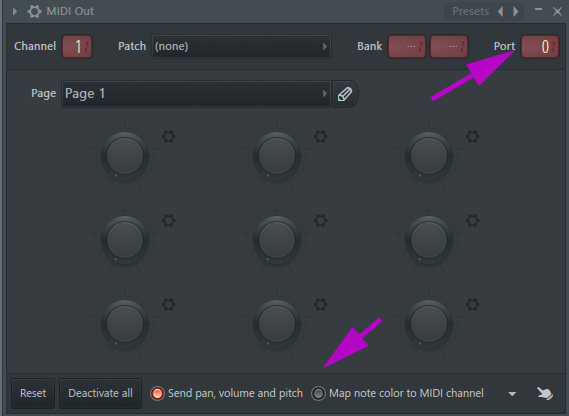 MIDI Out Presets
Channel 1 Patch (none) Bank --- --- Port 0
Page Page 1
Reset Deactivate all Send pan, volume and pitch Map note color to MIDI channel